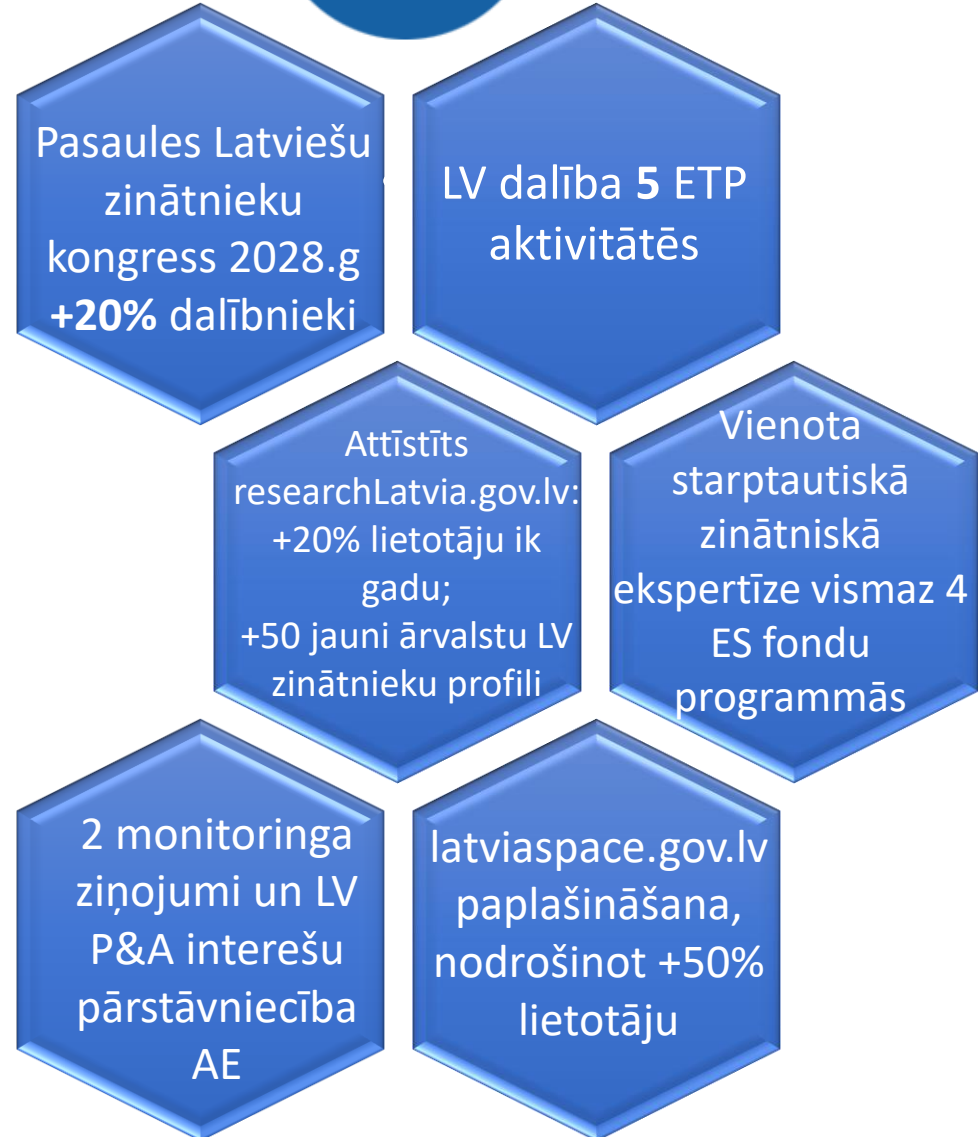 Pasaules Latviešu
zinātnieku
kongress 2028.g
+20% dalībnieki
LV dalība 5 ETP
aktivitātēs
Attīstīts
researchLatvia.gov.lv:
+20% lietotāju ik
gadu;
+50 jauni ārvalstu LV
zinātnieku profili
Vienota
starptautiskā
zinātniskā
ekspertīze vismaz 4
ES fondu
programmās
2 monitoringa
ziņojumi un LV
P&A interešu
pārstāvniecība
AE
latviaspace.gov.lv
paplašināšana,
nodrošinot +50%
lietotāju